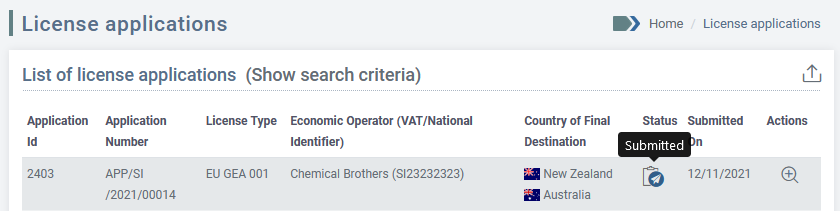 License applications
Home / License applications
List of license applications (Show search criteria)
Application Id
Application Number
License Type
Economic Operator (VAT/National Identifier)
Country of Final Destination
Status
Submitted On
Actions
Submitted
2403
APP/SI /2021/00014
EU GEA 001
Chemical Brothers (SI23232323)
New Zealand
Australia
12/11/2021